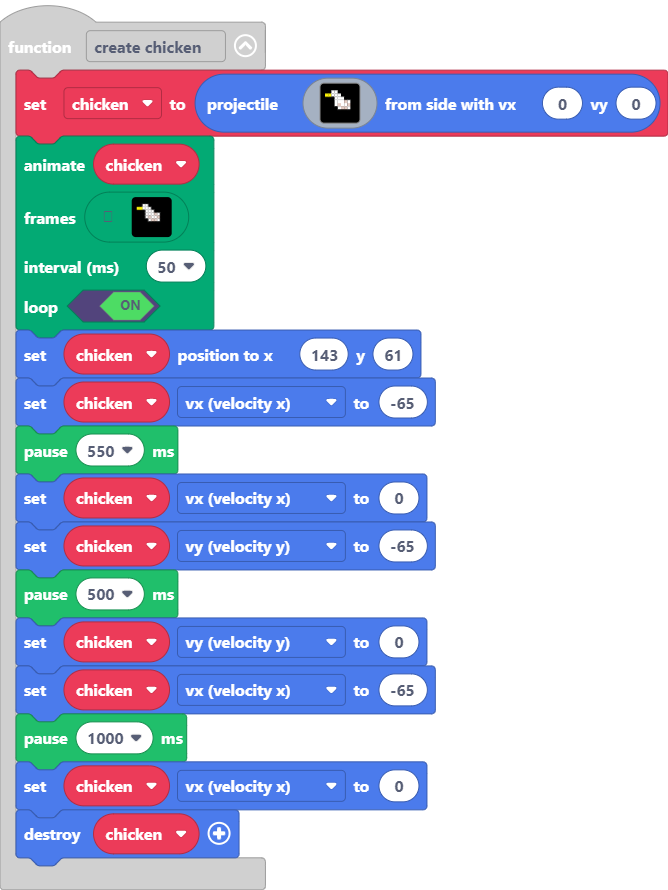 function create chicken
set chicken to projectile from side with vx 0 vy 0
animate chicken
frames
interval (ms) 50
loop ON
set chicken position to x 143 y 61
set chicken vx (velocity x) to -65
pause 550 ms
set chicken vx (velocity x) to 0
set chicken vy (velocity y) to -65
pause 500 ms
set chicken vy (velocity y) to 0
set chicken vx (velocity x) to -65
pause 1000 ms
set chicken vx (velocity x) to 0
destroy chicken